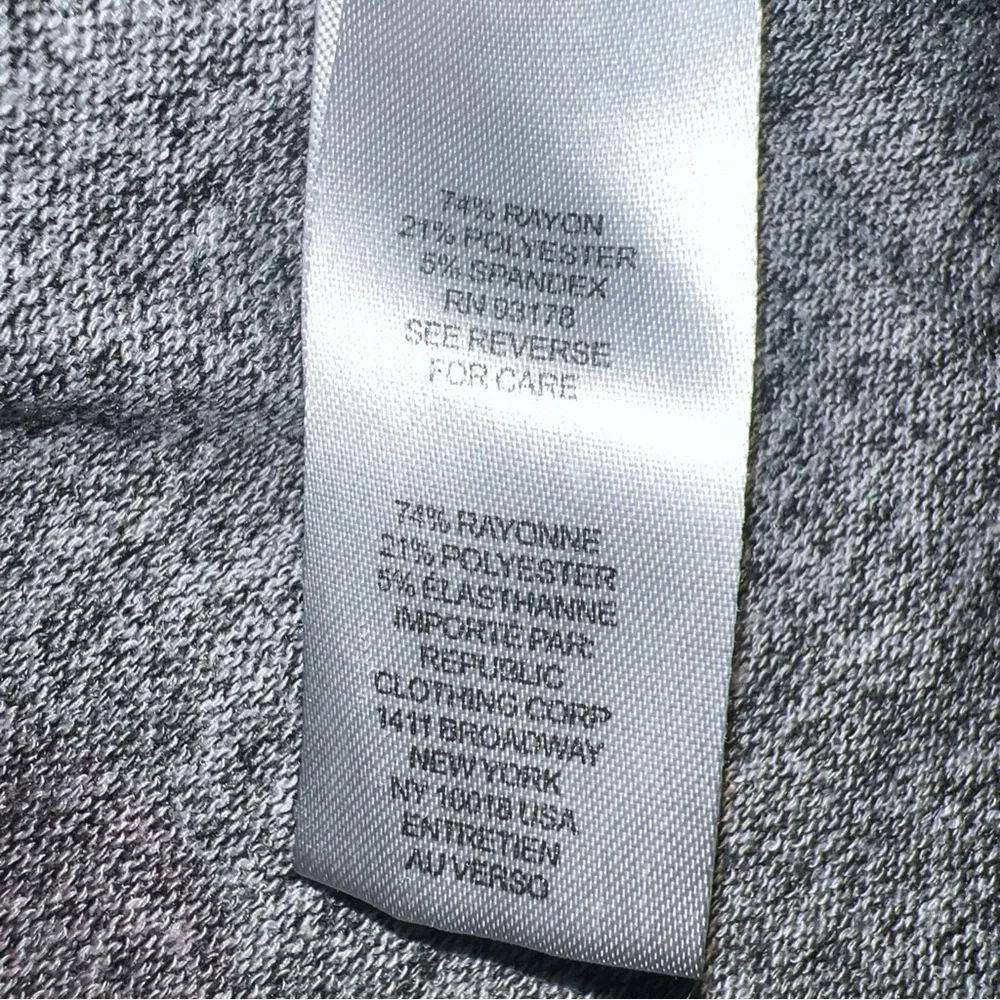 74% RAYON
21% POLYESTER
5% SPANDEX
RN 93178
SEE REVERSE
FOR CARE
74% RAYONNE
21% POLYESTER
5% ÉLASTHANNE
IMPORTÉ PAR:
REPUBLIC
CLOTHING CORP
1411 BROADWAY
NEW YORK
NY 10018 USA
ENTRETIEN
AU VERSO